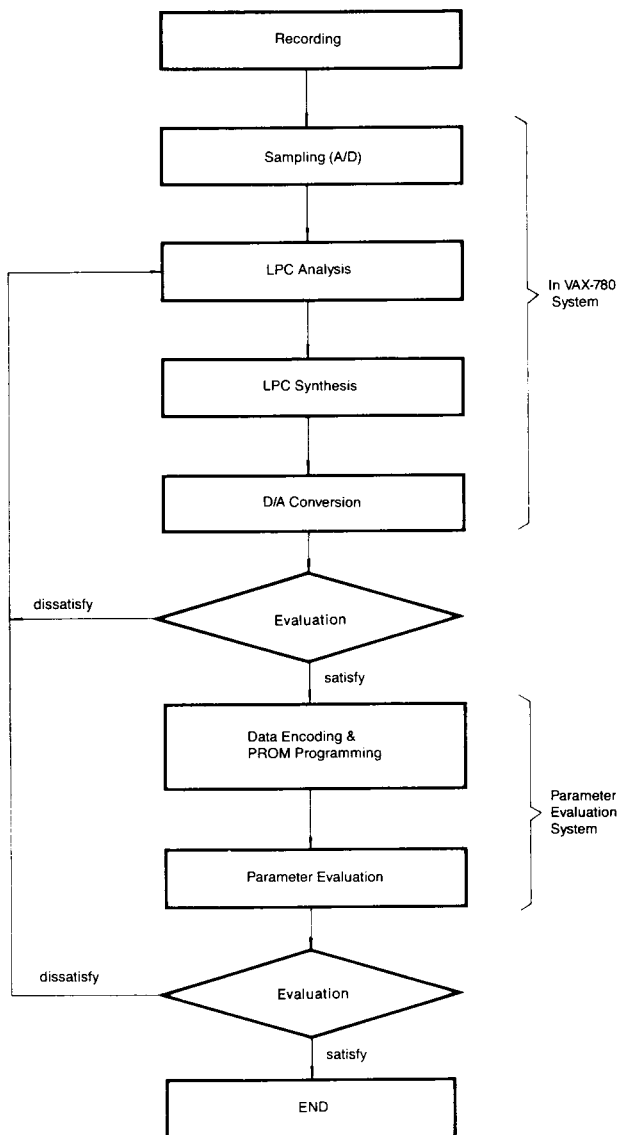 Recording
Sampling (A/D)
LPC Analysis
In VAX-780
System
LPC Synthesis
D/A Conversion
dissatisfy
Evaluation
satisfy
Data Encoding &
PROM Programming
Parameter
Evaluation
System
Parameter Evaluation
dissatisfy
Evaluation
satisfy
END